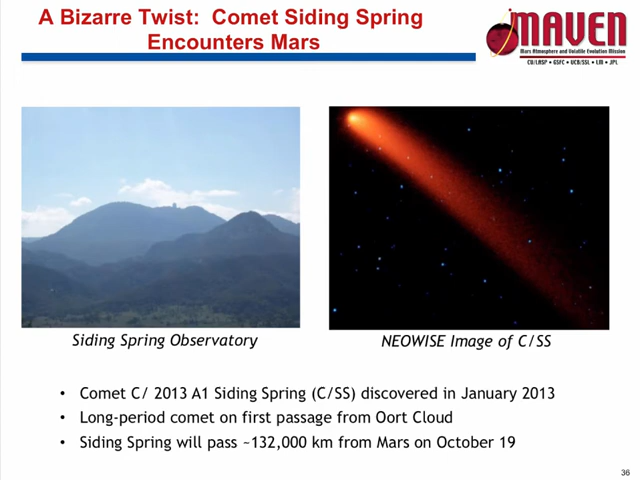 A Bizarre Twist: Comet Siding Spring
Encounters Mars
MAVEN
Mars Atmosphere and Volatile Evolution Mission
CU/LASP • GSFC • UCB/SSL • LM • JPL
Siding Spring Observatory
NEOWISE Image of C/SS
• Comet C/ 2013 A1 Siding Spring (C/SS) discovered in January 2013
• Long-period comet on first passage from Oort Cloud
• Siding Spring will pass ~132,000 km from Mars on October 19
36